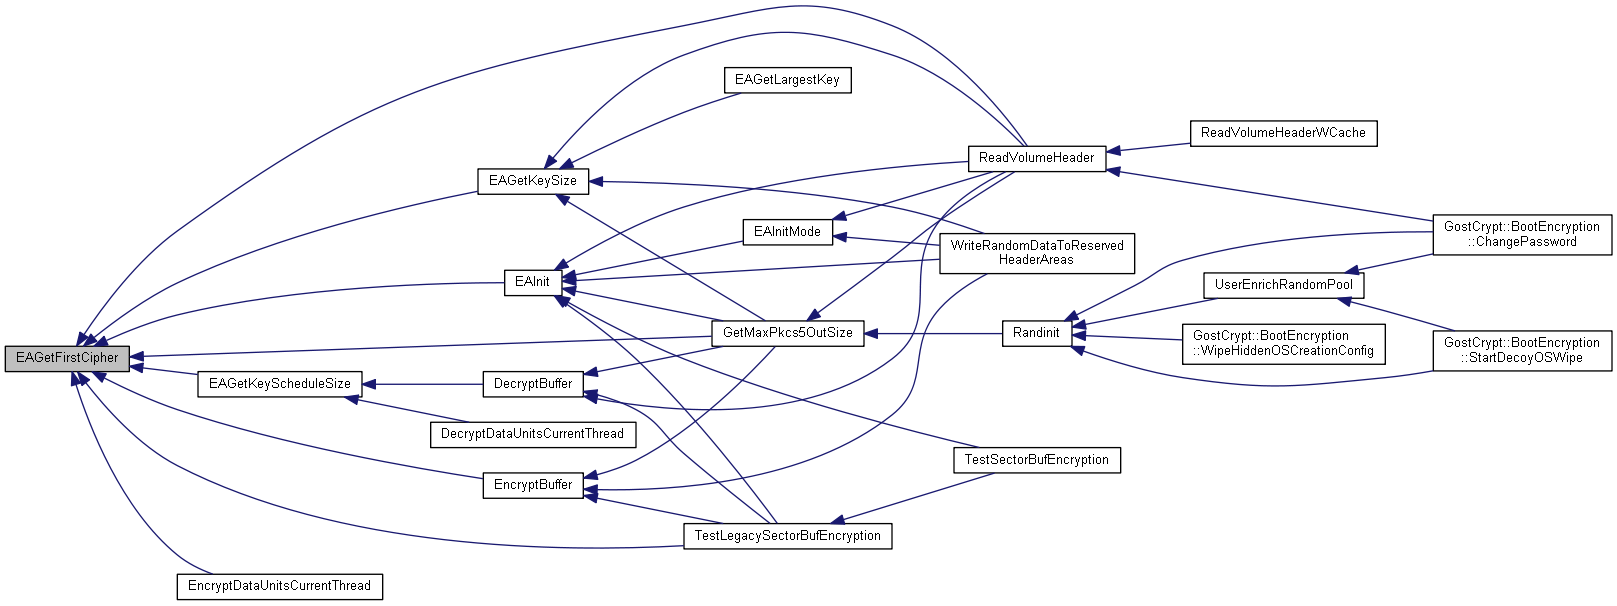 EAGetLargestKey
ReadVolumeHeaderWCache
ReadVolumeHeader
EAGetKeySize
EAInitMode
WriteRandomDataToReserved
HeaderAreas
GostCrypt::BootEncryption
::ChangePassword
EAInit
UserEnrichRandomPool
GetMaxPkcs5OutSize
Randinit
GostCrypt::BootEncryption
::WipeHiddenOSCreationConfig
GostCrypt::BootEncryption
::StartDecoyOSWipe
EAGetFirstCipher
EAGetKeyScheduleSize
DecryptBuffer
DecryptDataUnitsCurrentThread
TestSectorBufEncryption
EncryptBuffer
TestLegacySectorBufEncryption
EncryptDataUnitsCurrentThread